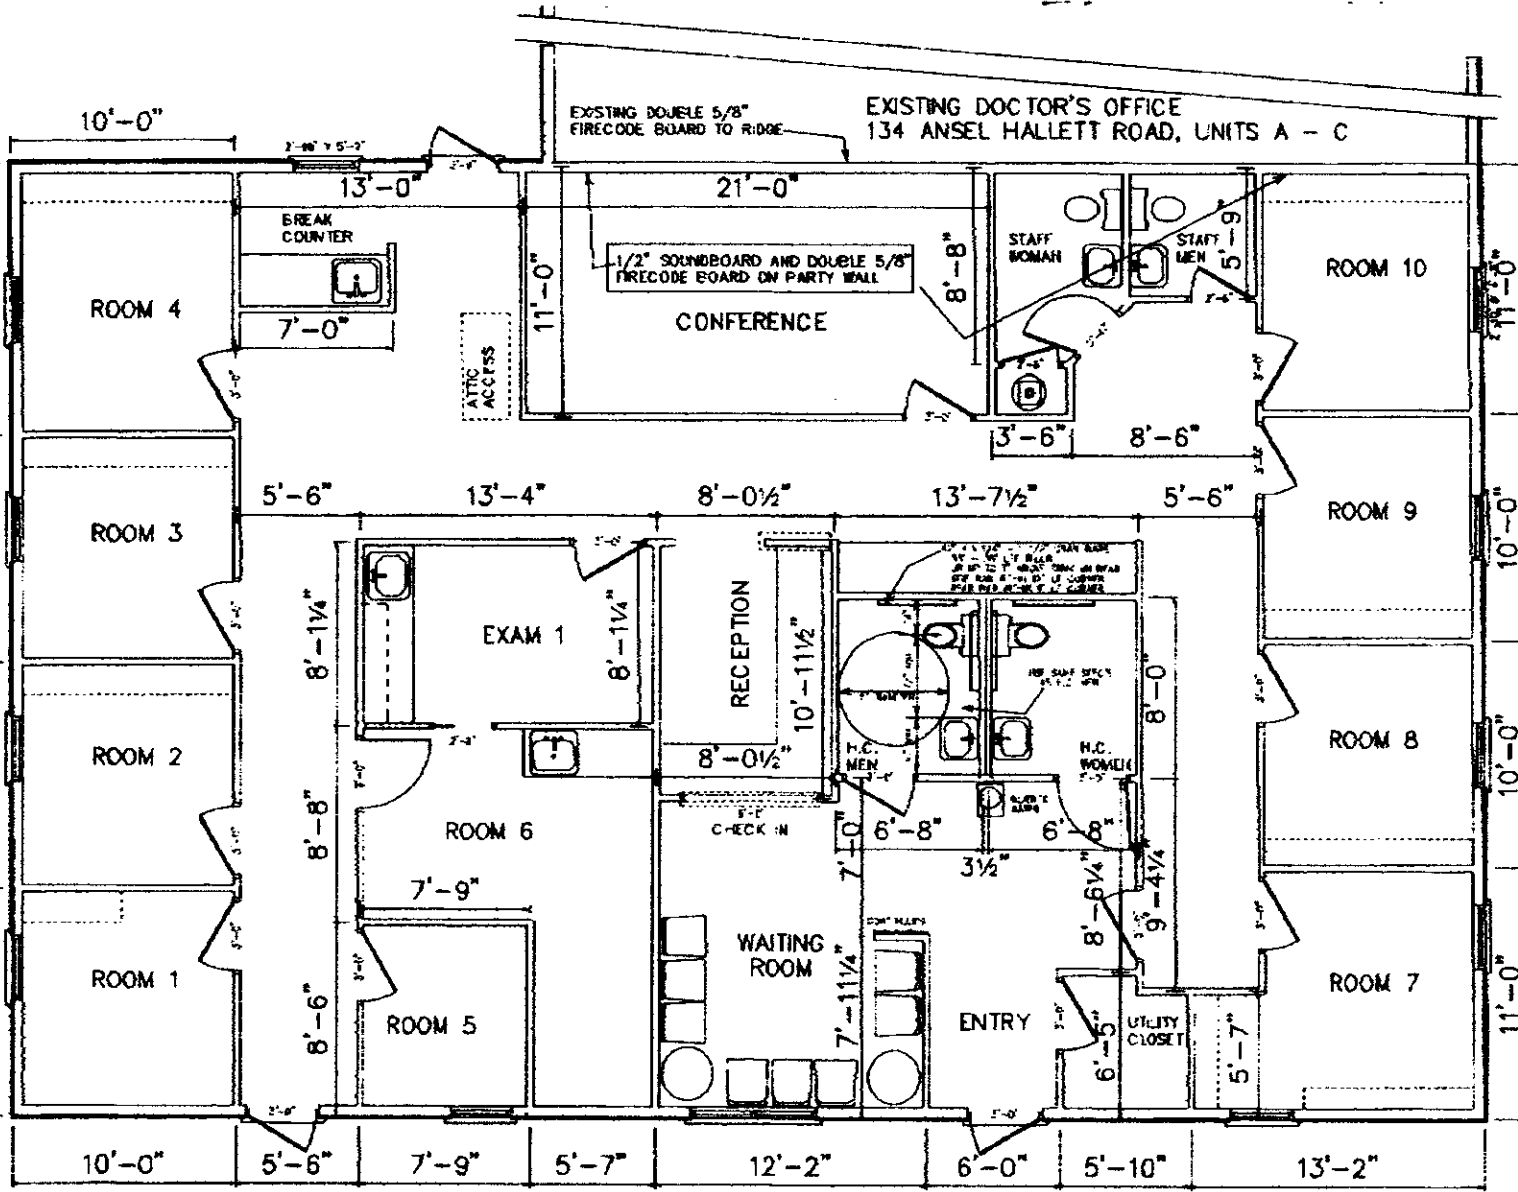 EXISTING DOUBLE 5/8"
FIRECODE BOARD TO RIDGE
EXISTING DOCTOR'S OFFICE
134 ANSEL HALLETT ROAD, UNITS A - C
10'-0"
13'-0"
21'-0"
BREAK
COUNTER
STAFF
WOMAN
STAFF
MEN
5'-9"
8'-8"
11'-0"
1/2" SOUNDBOARD AND DOUBLE 5/8"
FIRECODE BOARD ON PARTY WALL
ROOM 4
ROOM 10
11'-0"
7'-0"
CONFERENCE
ATTIC
ACCESS
3'-0"
3'-0"
3'-0"
3'-6"
8'-6"
5'-6"
13'-4"
8'-0½"
13'-7½"
5'-6"
ROOM 3
ROOM 9
10'-0"
8'-1¼"
EXAM 1
8'-1¼"
RECEPTION
10'-11½"
8'-0"
ROOM 2
8'-0½"
H.C.
MEN
H.C.
WOMEN
ROOM 8
10'-0"
8'-8"
ROOM 6
CHECK IN
7'-0"
6'-8"
6'-8"
3½"
8'-6¼"
9'-4¼"
7'-9"
WAITING
ROOM
7'-11¼"
ROOM 1
8'-6"
ROOM 5
ENTRY
6'-5"
UTILITY
CLOSET
5'-7"
ROOM 7
11'-0"
3'-0"
10'-0"
5'-6"
7'-9"
5'-7"
12'-2"
6'-0"
5'-10"
13'-2"